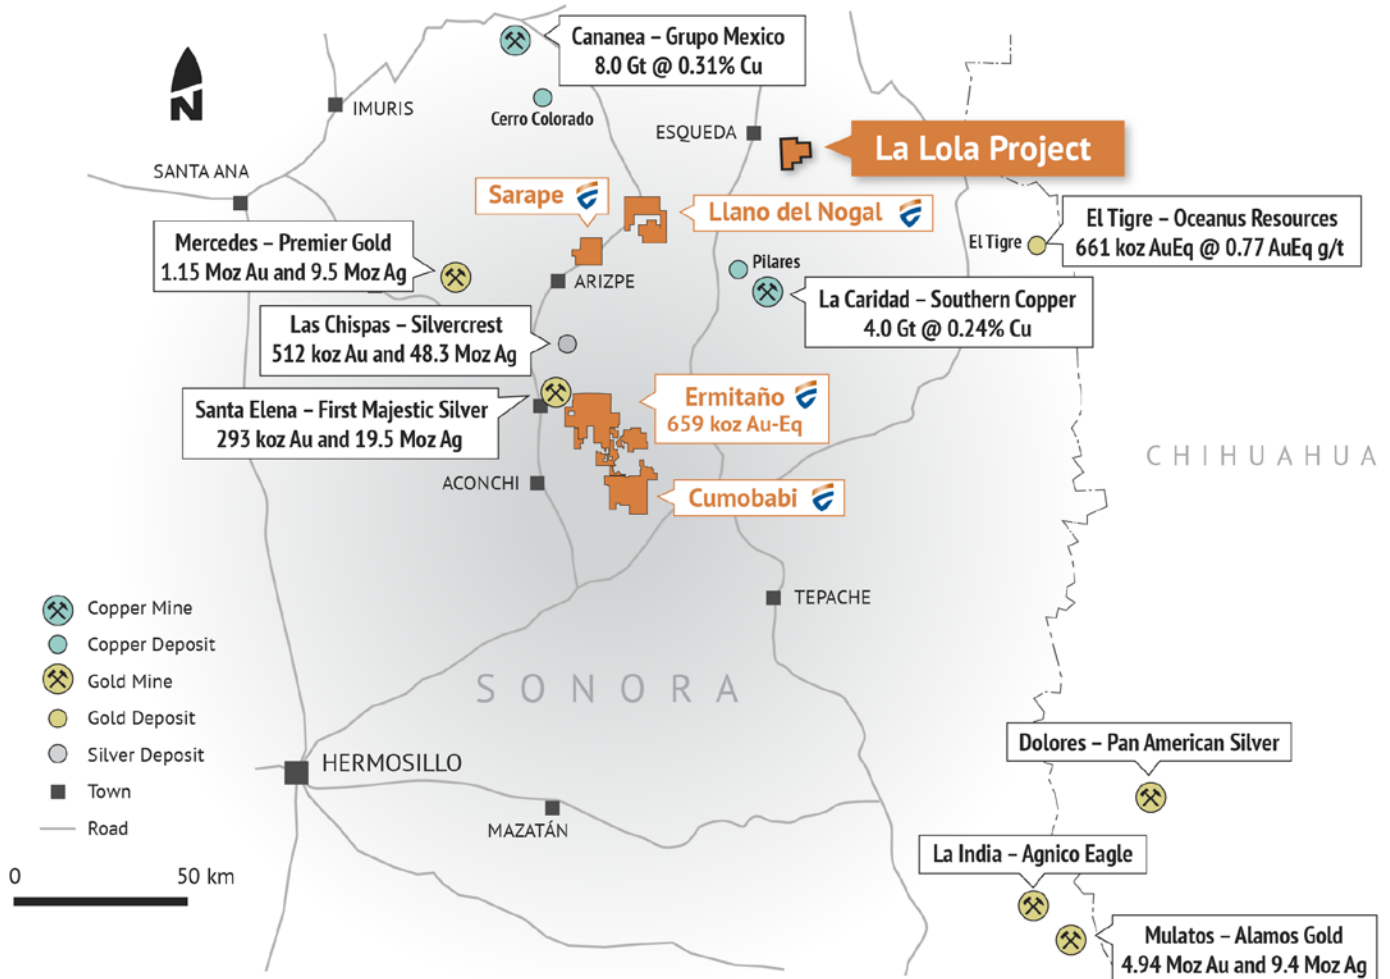 Cananea – Grupo Mexico
8.0 Gt @ 0.31% Cu
N
IMURIS
Cerro Colorado
ESQUEDA
La Lola Project
SANTA ANA
Sarape
Llano del Nogal
El Tigre – Oceanus Resources
661 koz AuEq @ 0.77 AuEq g/t
El Tigre
Mercedes – Premier Gold
1.15 Moz Au and 9.5 Moz Ag
Pilares
ARIZPE
La Caridad – Southern Copper
4.0 Gt @ 0.24% Cu
Las Chispas – Silvercrest
512 koz Au and 48.3 Moz Ag
Ermitaño
659 koz Au-Eq
Santa Elena – First Majestic Silver
293 koz Au and 19.5 Moz Ag
CHIHUAHUA
ACONCHI
Cumobabi
TEPACHE
Copper Mine
Copper Deposit
Gold Mine
Gold Deposit
Silver Deposit
Town
Road
0 50 km
SONORA
HERMOSILLO
MAZATÁN
Dolores – Pan American Silver
La India – Agnico Eagle
Mulatos – Alamos Gold
4.94 Moz Au and 9.4 Moz Ag